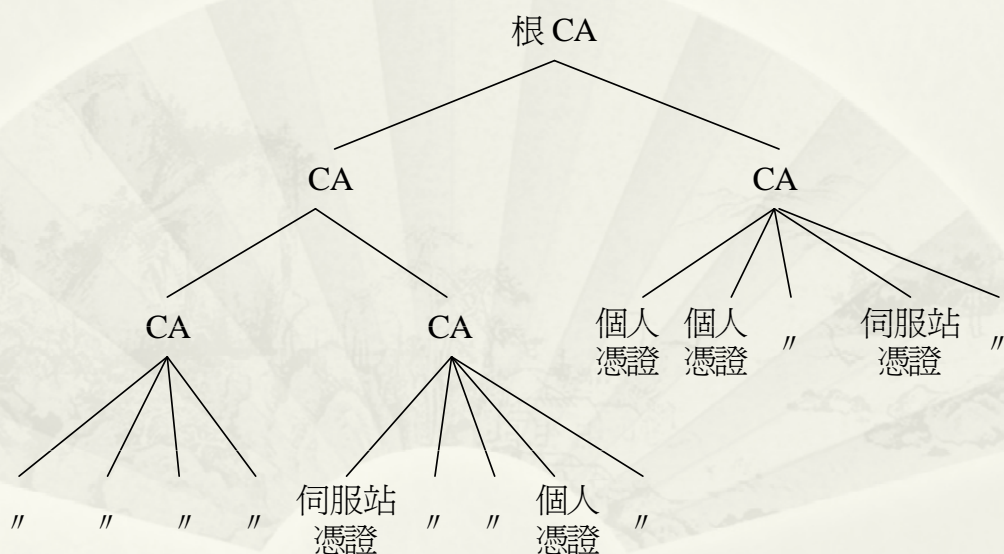 根 CA
CA CA
CA CA
個人 個人 〃 伺服站 〃
憑證 憑證 憑證
〃 〃 〃 〃 伺服站 〃 〃 個人 〃
憑證 憑證